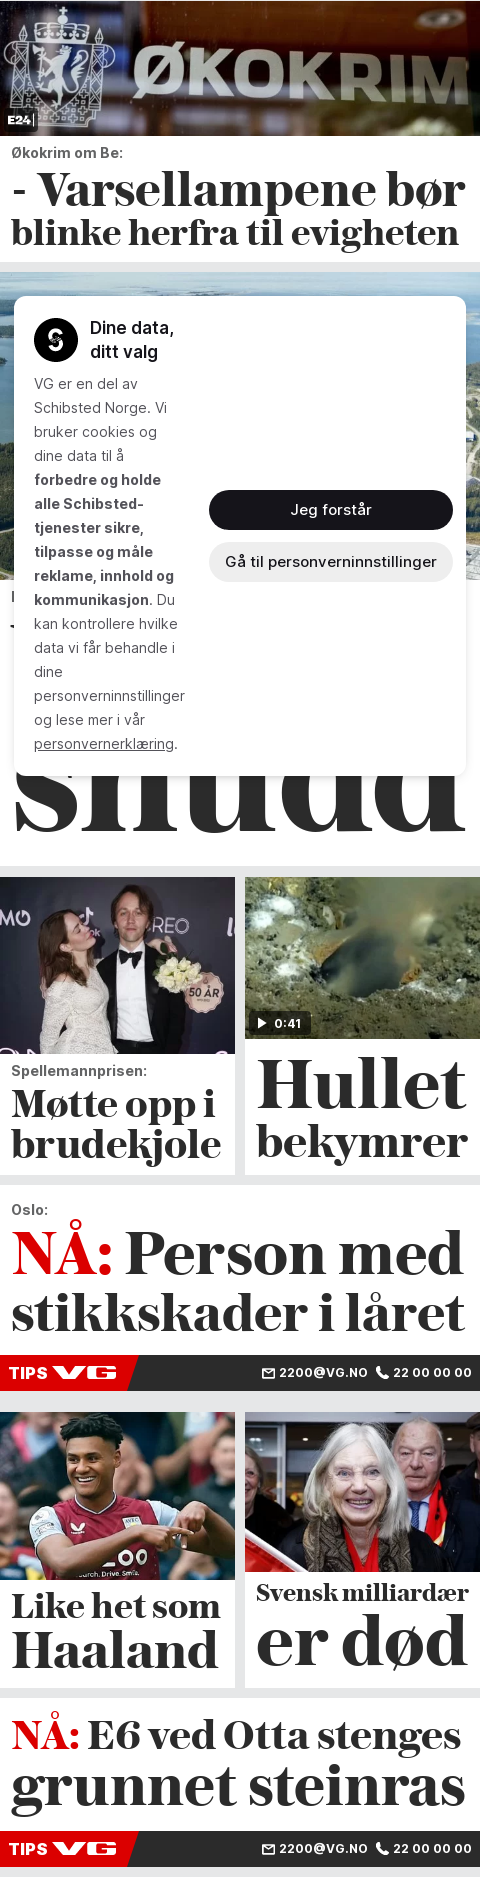 ØKOKRIM
E24
Økokrim om Be:
- Varsellampene bør
blinke herfra til evigheten
Dine data,
ditt valg
VG er en del av
Schibsted Norge. Vi
bruker cookies og
dine data til å
forbedre og holde
alle Schibsted-
tjenester sikre,
tilpasse og måle
reklame, innhold og
kommunikasjon. Du
kan kontrollere hvilke
data vi får behandle i
dine
personverninnstillinger
og lese mer i vår
personvernerklæring.
Jeg forstår
Gå til personverninnstillinger
snudd
50 ÅR
Spellemannprisen:
Møtte opp i
brudekjole
0:41
Hullet
bekymrer
Oslo:
NÅ: Person med
stikkskader i låret
TIPS VG 2200@VG.NO 22 00 00 00
Like het som
Haaland
Svensk milliardær
er død
NÅ: E6 ved Otta stenges
grunnet steinras
TIPS VG 2200@VG.NO 22 00 00 00